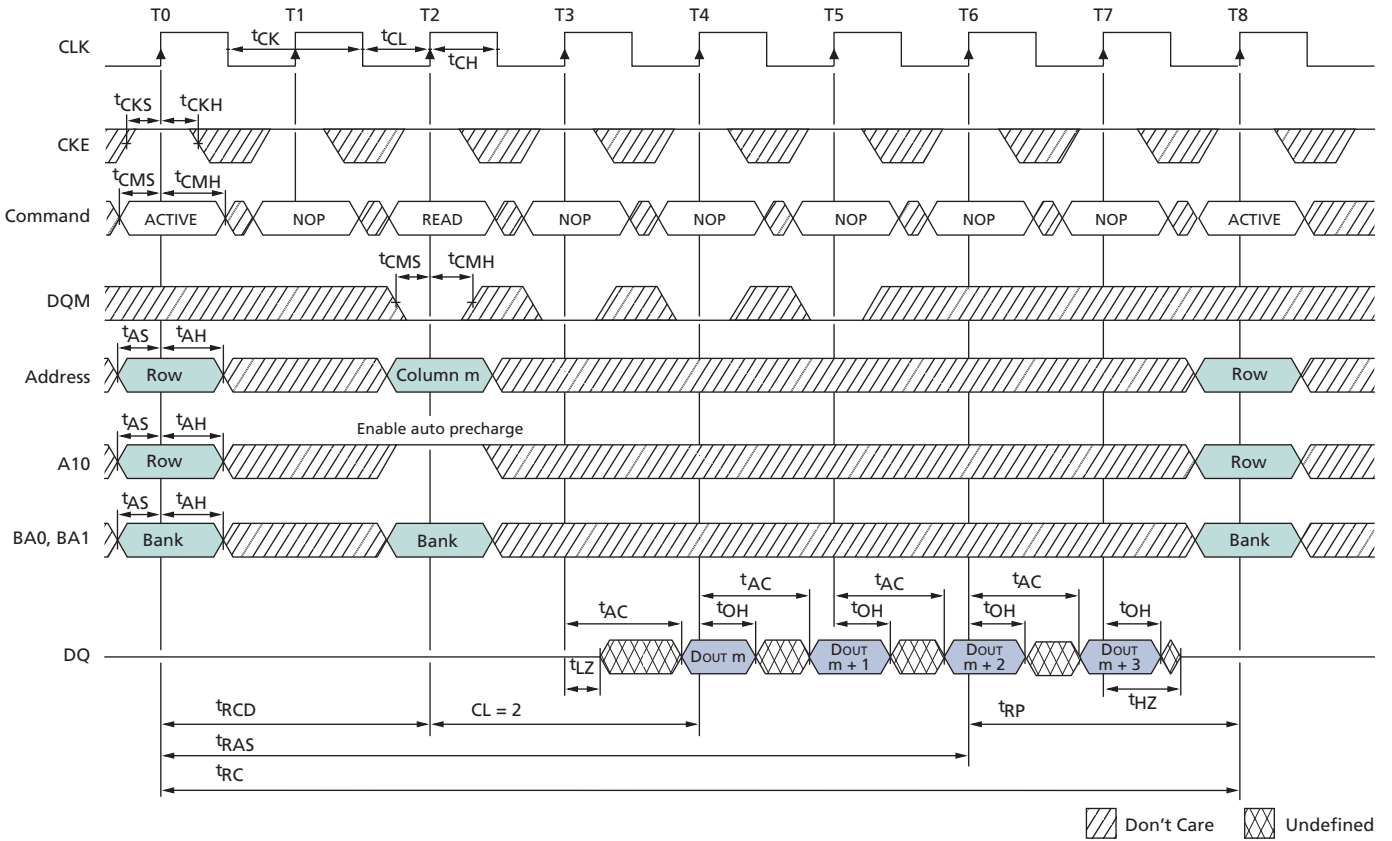 T0 T1 T2 T3 T4 T5 T6 T7 T8
CLK
tCK tCL tCH
CKE
tCKS tCKH
Command
tCMS tCMH
ACTIVE NOP READ NOP NOP NOP NOP NOP ACTIVE
DQM
tCMS tCMH
Address
tAS tAH
Row Column m Row
A10
tAS tAH
Enable auto precharge
Row Row
BA0, BA1
tAS tAH
Bank Bank Bank
DQ
tAC tAC tAC tAC
tOH tOH tOH tOH
DOUT m
DOUT m + 1
DOUT m + 2
DOUT m + 3
tLZ tHZ
tRCD CL = 2 tRP
tRAS
tRC
Don't Care Undefined